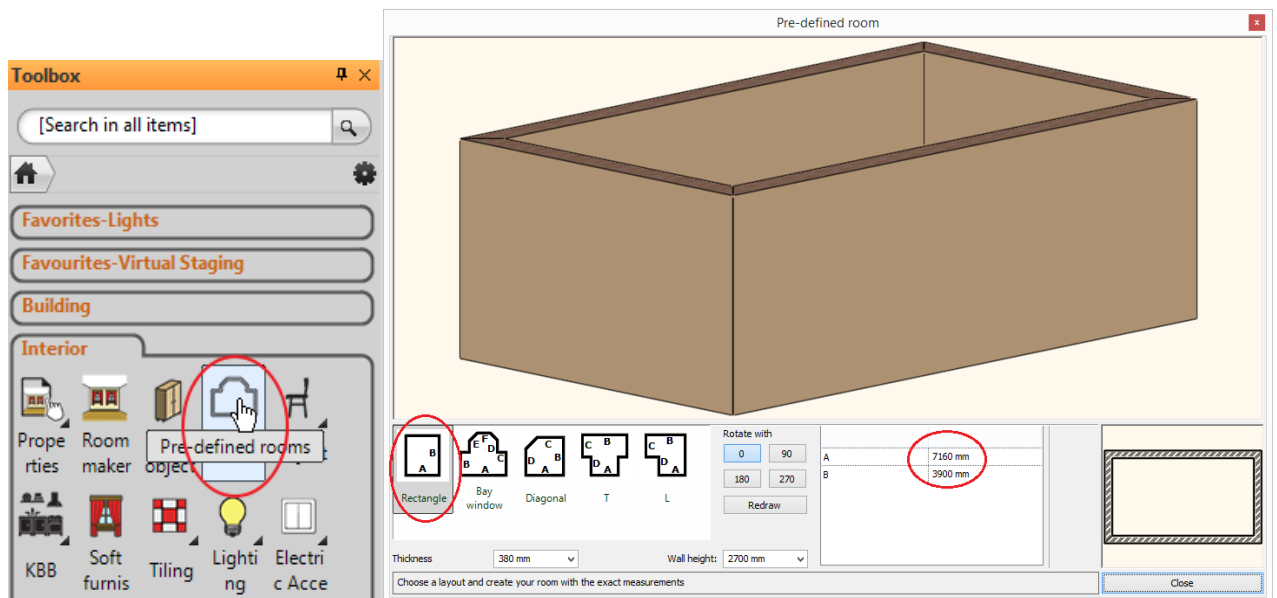 Toolbox
[Search in all items]
Favorites-Lights
Favourites-Virtual Staging
Building
Interior
Prope
rties
Room
maker
object
Pre-defined rooms
t
KBB
Soft
furnis
Tiling
Lighti
ng
Electri
c Acce
Pre-defined room
x
B
A
Rectangle
E F D C B A
Bay
window
C D B A
Diagonal
C B D A
T
C B D A
L
Rotate with
0 90
180 270
Redraw
A 7160 mm
B 3900 mm
Thickness 380 mm
Wall height: 2700 mm
Choose a layout and create your room with the exact measurements
Close